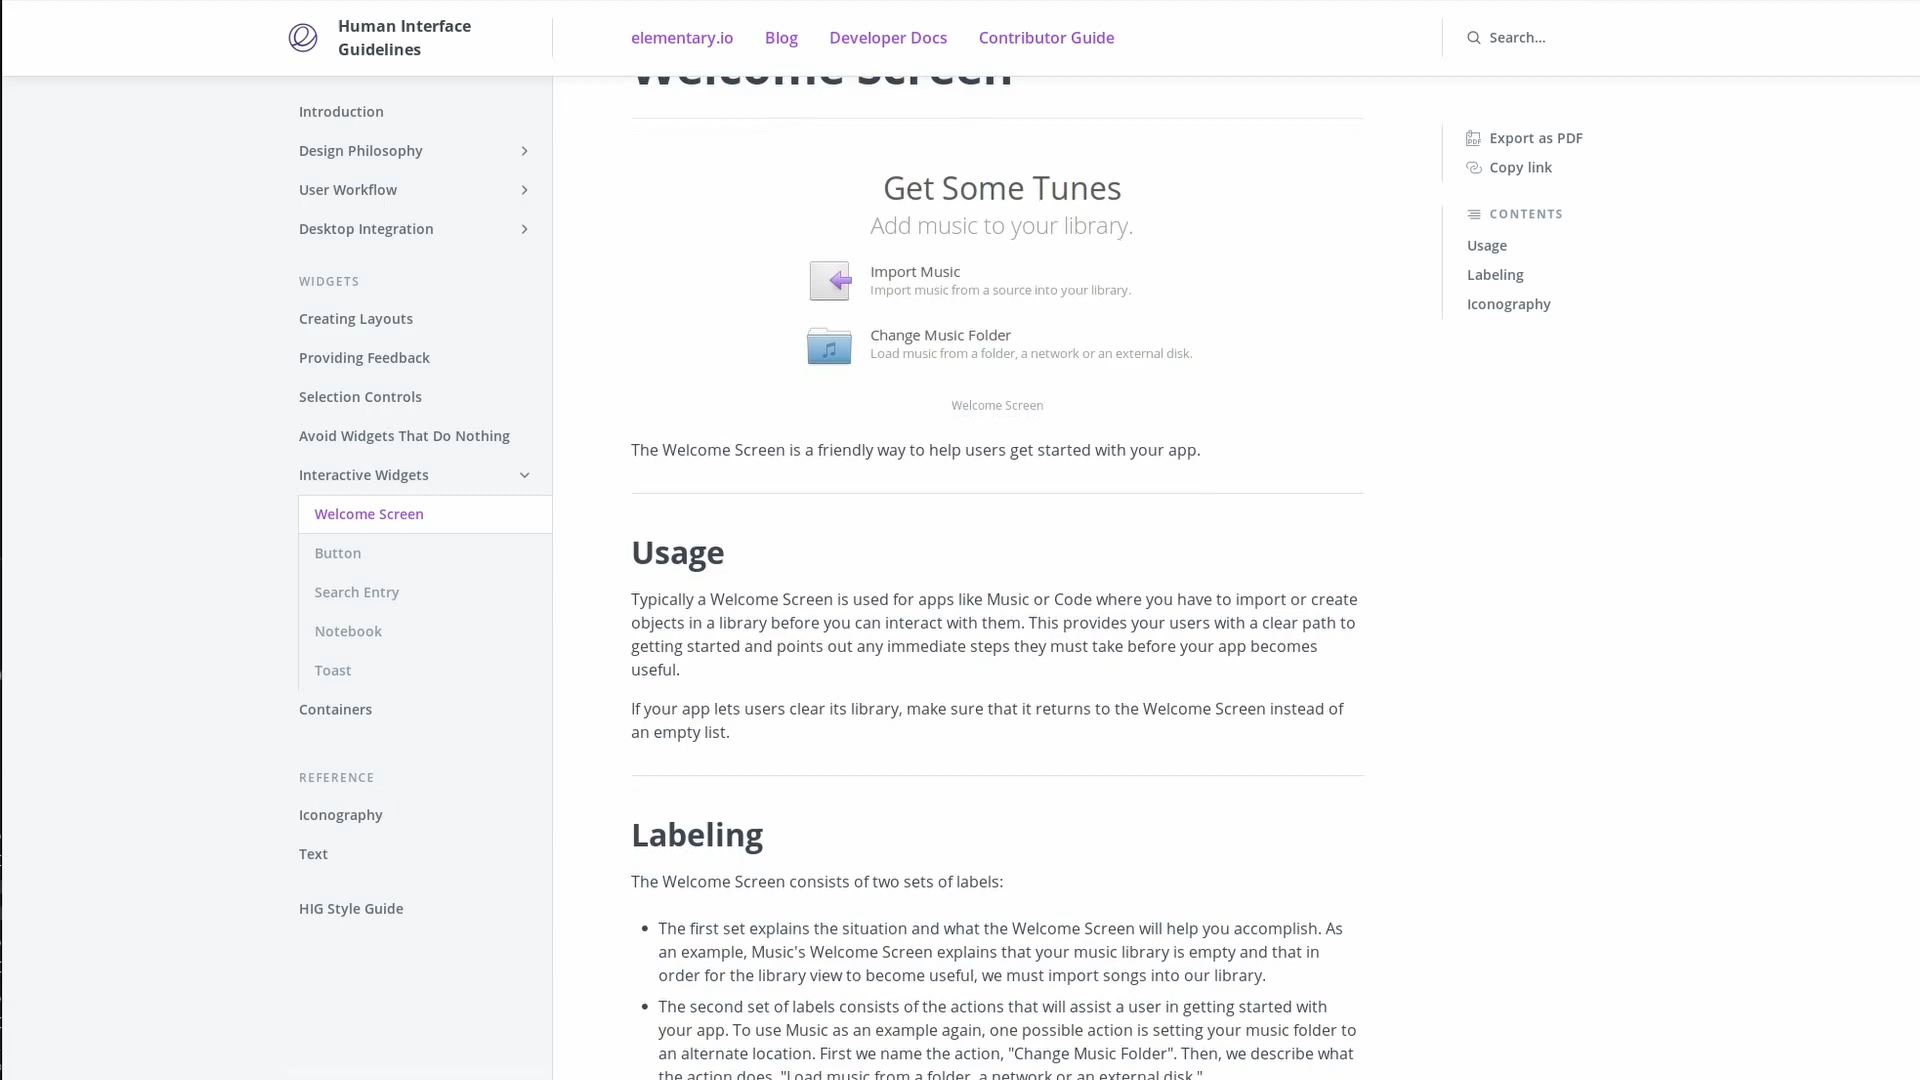 Human Interface
Guidelines
elementary.io
Blog
Developer Docs
Contributor Guide
Search...
Introduction
Design Philosophy
User Workflow
Desktop Integration
WIDGETS
Creating Layouts
Providing Feedback
Selection Controls
Avoid Widgets That Do Nothing
Interactive Widgets
Welcome Screen
Button
Search Entry
Notebook
Toast
Containers
REFERENCE
Iconography
Text
HIG Style Guide
Welcome Screen
Get Some Tunes
Add music to your library.
Import Music
Import music from a source into your library.
Change Music Folder
Load music from a folder, a network or an external disk.
Welcome Screen
The Welcome Screen is a friendly way to help users get started with your app.
Usage
Typically a Welcome Screen is used for apps like Music or Code where you have to import or create
objects in a library before you can interact with them. This provides your users with a clear path to
getting started and points out any immediate steps they must take before your app becomes
useful.
If your app lets users clear its library, make sure that it returns to the Welcome Screen instead of
an empty list.
Labeling
The Welcome Screen consists of two sets of labels:
• The first set explains the situation and what the Welcome Screen will help you accomplish. As
an example, Music's Welcome Screen explains that your music library is empty and that in
order for the library view to become useful, we must import songs into our library.
• The second set of labels consists of the actions that will assist a user in getting started with
your app. To use Music as an example again, one possible action is setting your music folder to
an alternate location. First we name the action, "Change Music Folder". Then, we describe what
the action does, "Load music from a folder, a network or an external disk."
Export as PDF
Copy link
CONTENTS
Usage
Labeling
Iconography